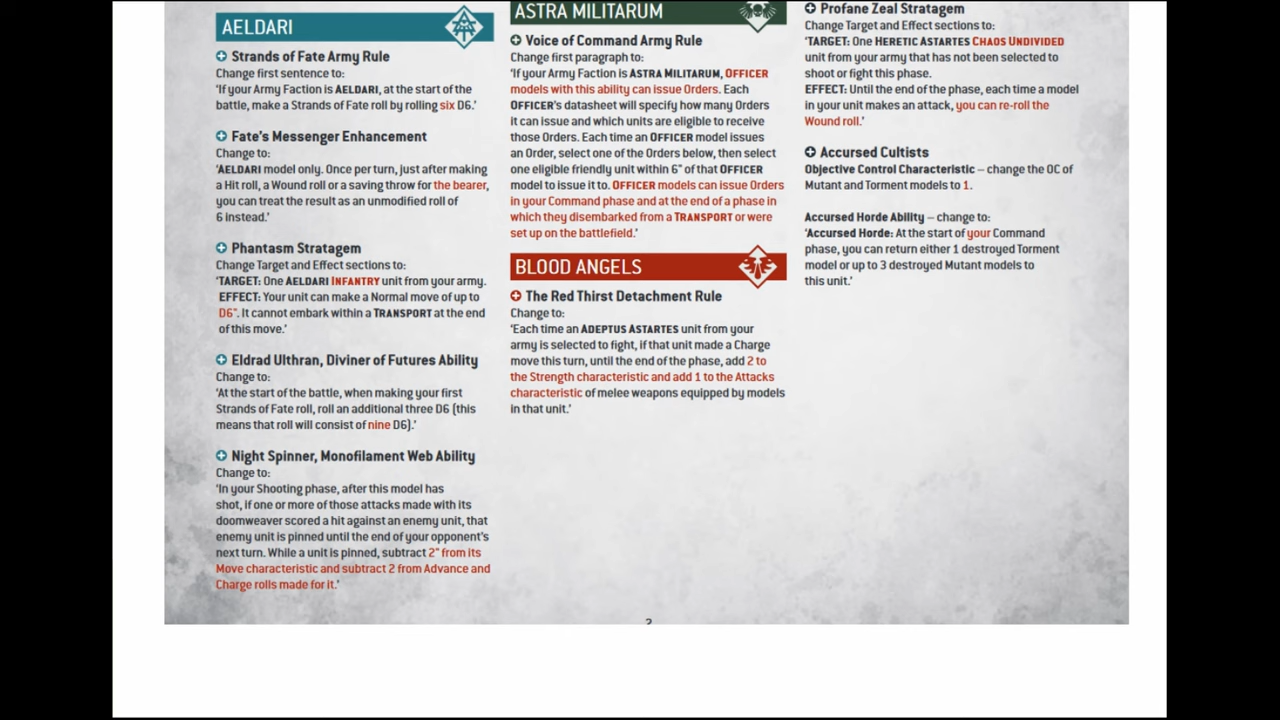 AELDARI
Strands of Fate Army Rule
Change first sentence to:
‘If your Army Faction is AELDARI, at the start of the
battle, make a Strands of Fate roll by rolling six D6.’
Fate’s Messenger Enhancement
Change to:
‘AELDARI model only. Once per turn, just after making
a Hit roll, a Wound roll or a saving throw for the bearer,
you can treat the result as an unmodified roll of
6 instead.’
Phantasm Stratagem
Change Target and Effect sections to:
‘TARGET: One AELDARI INFANTRY unit from your army.
EFFECT: Your unit can make a Normal move of up to
D6". It cannot embark within a TRANSPORT at the end
of this move.’
Eldrad Ulthran, Diviner of Futures Ability
Change to:
‘At the start of the battle, when making your first
Strands of Fate roll, roll an additional three D6 (this
means that roll will consist of nine D6).’
Night Spinner, Monofilament Web Ability
Change to:
‘In your Shooting phase, after this model has
shot, if one or more of those attacks made with its
doomweaver scored a hit against an enemy unit, that
enemy unit is pinned until the end of your opponent’s
next turn. While a unit is pinned, subtract 2" from its
Move characteristic and subtract 2 from Advance and
Charge rolls made for it.’
ASTRA MILITARUM
Voice of Command Army Rule
Change first paragraph to:
‘If your Army Faction is ASTRA MILITARUM, OFFICER
models with this ability can issue Orders. Each
OFFICER’s datasheet will specify how many Orders
it can issue and which units are eligible to receive
those Orders. Each time an OFFICER model issues
an Order, select one of the Orders below, then select
one eligible friendly unit within 6" of that OFFICER
model to issue it to. OFFICER models can issue Orders
in your Command phase and at the end of a phase in
which they disembarked from a TRANSPORT or were
set up on the battlefield.’
BLOOD ANGELS
The Red Thirst Detachment Rule
Change to:
‘Each time an ADEPTUS ASTARTES unit from your
army is selected to fight, if that unit made a Charge
move this turn, until the end of the phase, add 2 to
the Strength characteristic and add 1 to the Attacks
characteristic of melee weapons equipped by models
in that unit.’
Profane Zeal Stratagem
Change Target and Effect sections to:
‘TARGET: One HERETIC ASTARTES CHAOS UNDIVIDED
unit from your army that has not been selected to
shoot or fight this phase.
EFFECT: Until the end of the phase, each time a model
in your unit makes an attack, you can re-roll the
Wound roll.’
Accursed Cultists
Objective Control Characteristic – change the OC of
Mutant and Torment models to 1.
Accursed Horde Ability – change to:
‘Accursed Horde: At the start of your Command
phase, you can return either 1 destroyed Torment
model or up to 3 destroyed Mutant models to
this unit.’
2